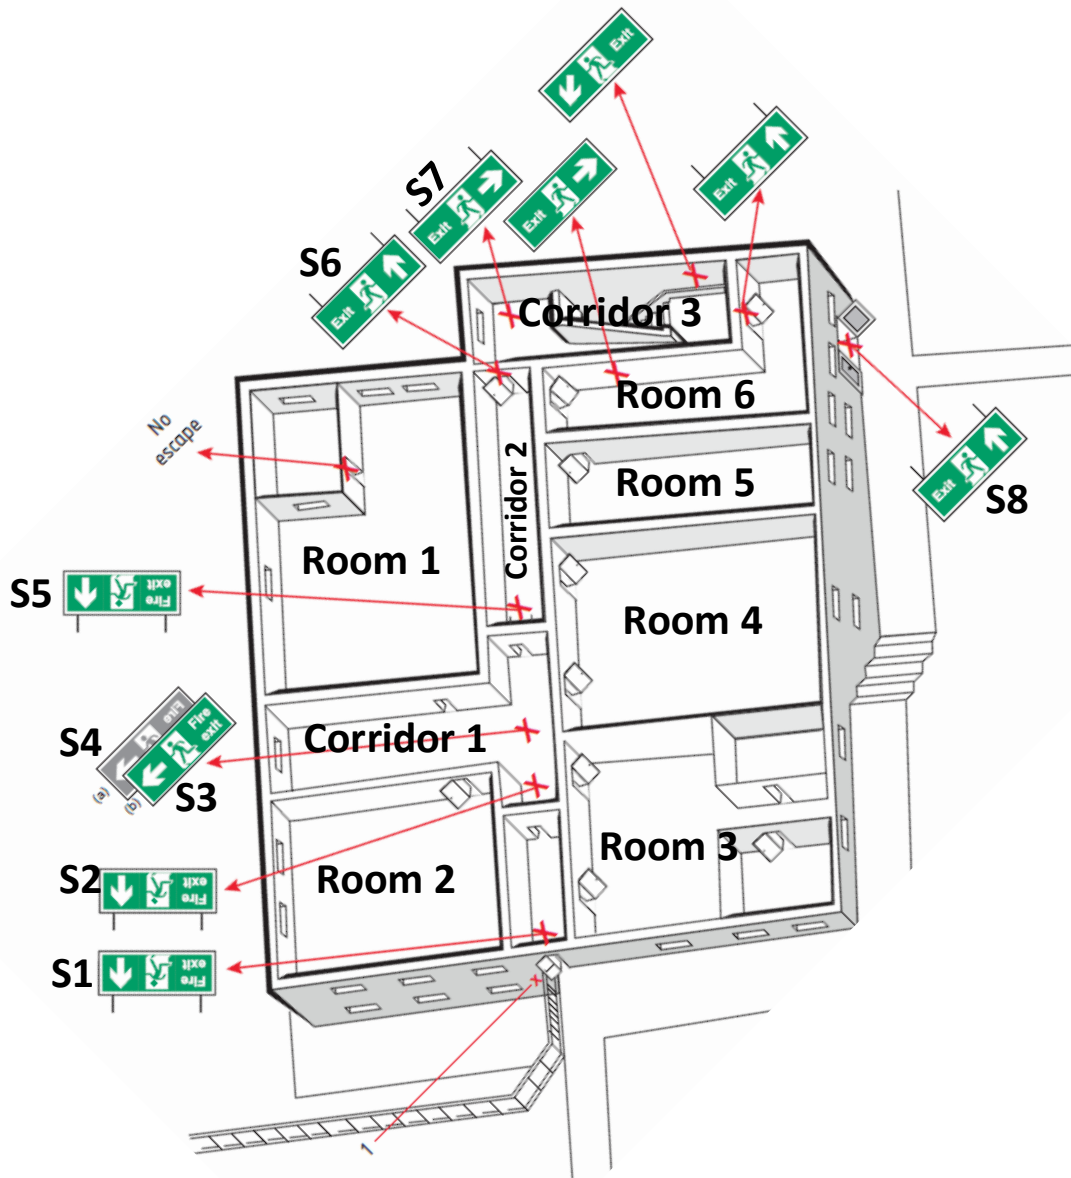 Exit
Exit
S7
Exit
Exit
S6
Exit
Corridor 3
No
escape
Room 6
Corridor 2
Room 5
Exit
S8
Room 1
S5
Fire
exit
Room 4
S4
Fire
(a)
Fire
exit
(b)
S3
Corridor 1
Room 3
S2
Fire
exit
Room 2
S1
Fire
exit
1